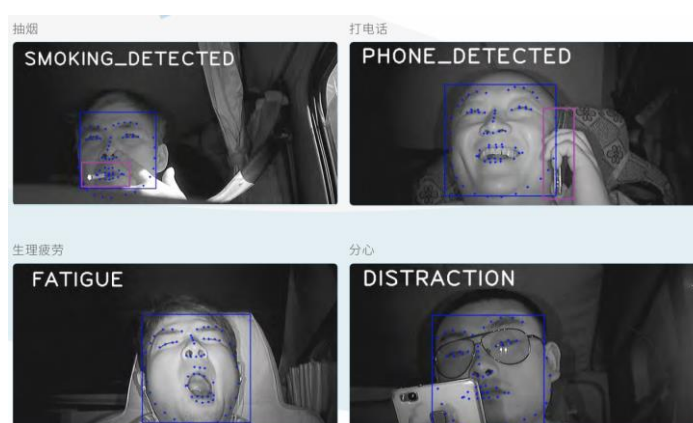 抽烟
打电话
SMOKING_DETECTED
PHONE_DETECTED
生理疲劳
分心
FATIGUE
DISTRACTION